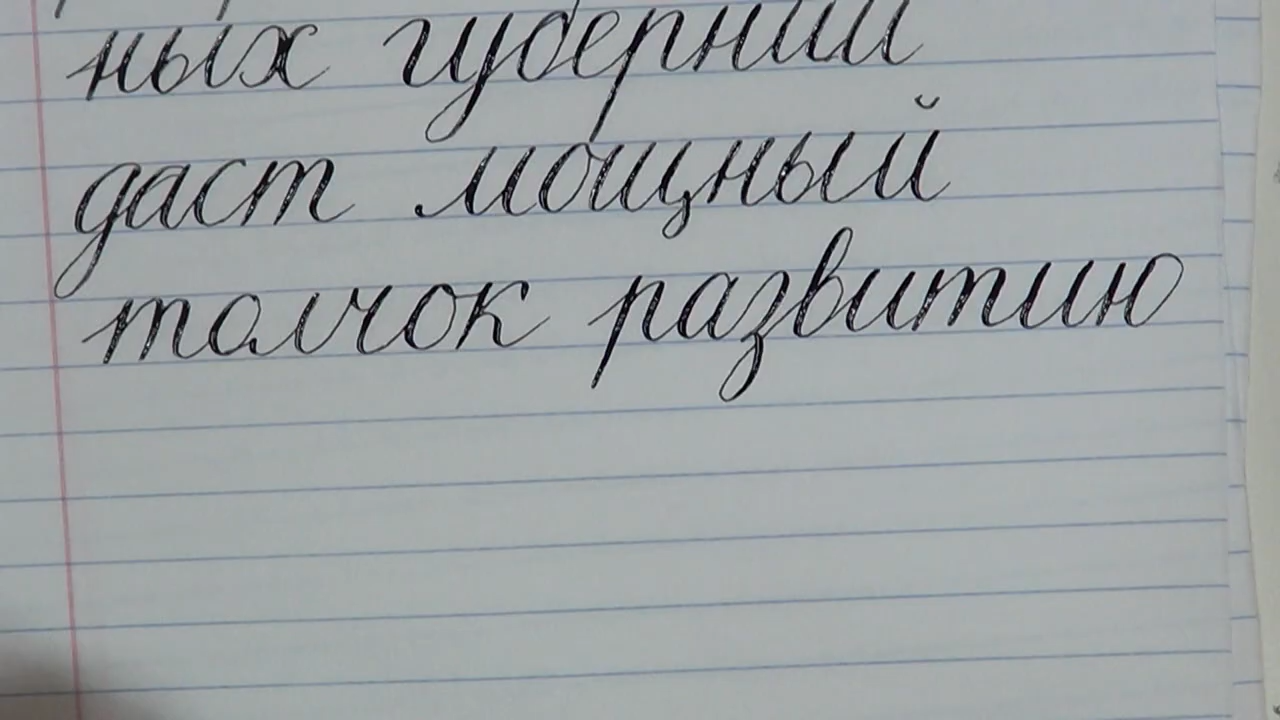 ных губерний
даст мощный
толчок развитию